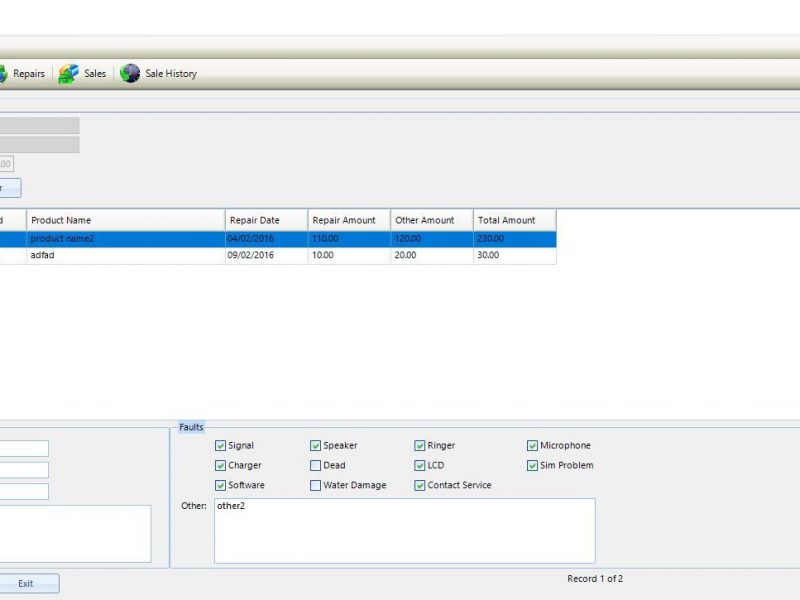 Repairs Sales Sale History
.00
r
d Product Name Repair Date Repair Amount Other Amount Total Amount
product name2 04/02/2016 110.00 120.00 230.00
adfad 09/02/2016 10.00 20.00 30.00
Faults
Signal Speaker Ringer Microphone
Charger Dead LCD Sim Problem
Software Water Damage Contact Service
Other: other2
Exit Record 1 of 2